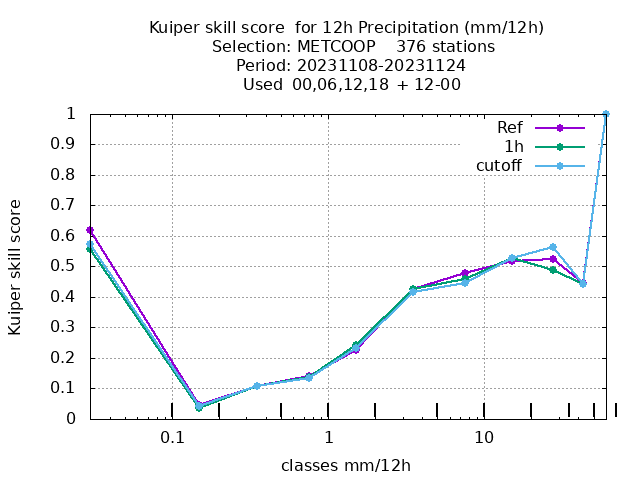 Kuiper skill score  for 12h Precipitation (mm/12h)
Selection: METCOOP    376 stations
Period: 20231108-20231124
Used  00,06,12,18  + 12-00
Ref
1h
cutoff
Kuiper skill score
1
0.9
0.8
0.7
0.6
0.5
0.4
0.3
0.2
0.1
0
0.1
1
10
classes mm/12h